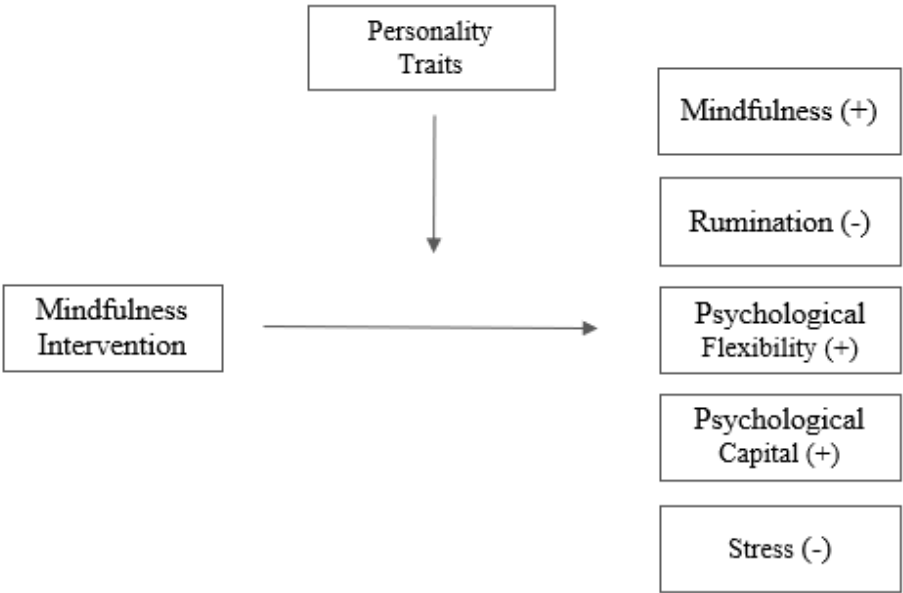 Personality
Traits
Mindfulness (+)
Rumination (-)
Mindfulness
Intervention
Psychological
Flexibility (+)
Psychological
Capital (+)
Stress (-)